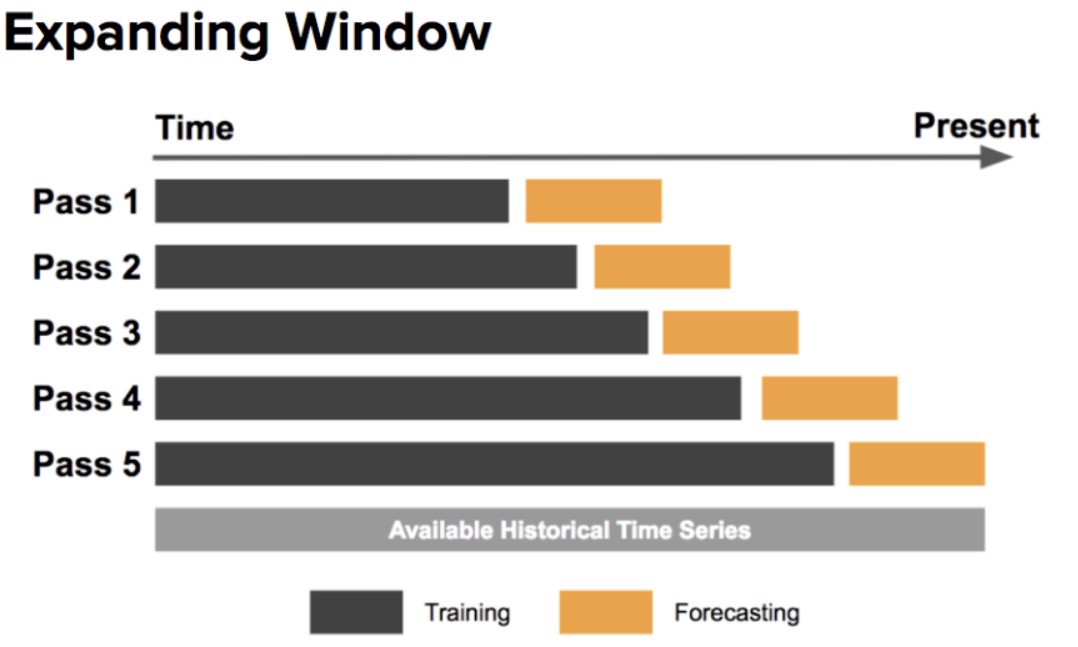 Expanding Window
Time
Present
Pass 1
Pass 2
Pass 3
Pass 4
Pass 5
Available Historical Time Series
Training
Forecasting